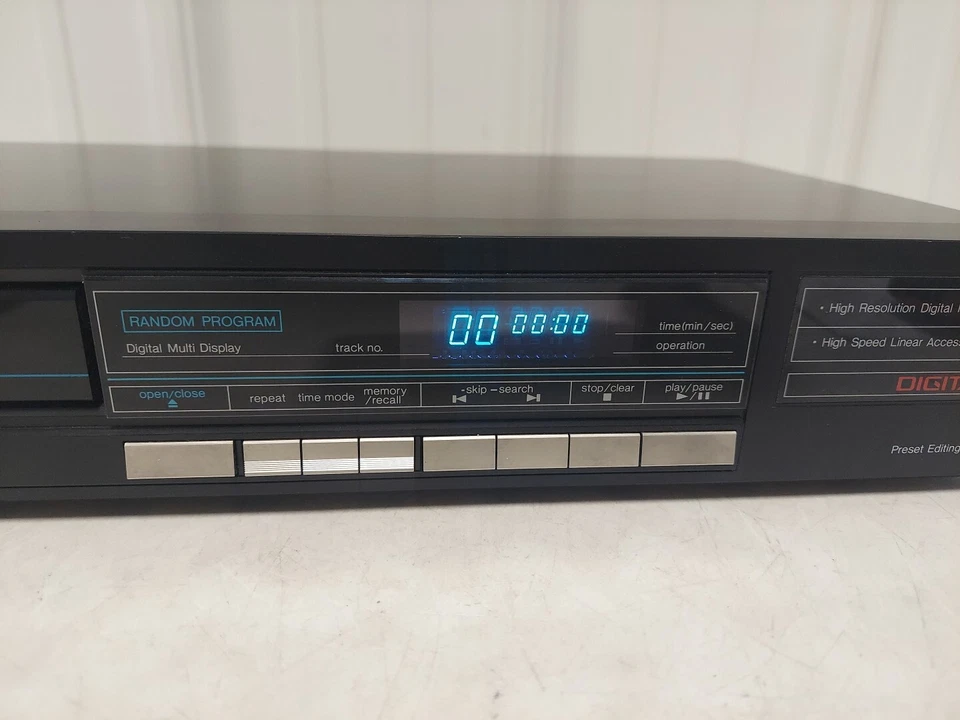 RANDOM PROGRAM
00 00:00
time(min/sec)
Digital Multi Display
track no.
operation
open/close
repeat
time mode
memory
/recall
-skip -search
stop/clear
play/pause
• High Resolution Digital
• High Speed Linear Access
DIGITA
Preset Editing